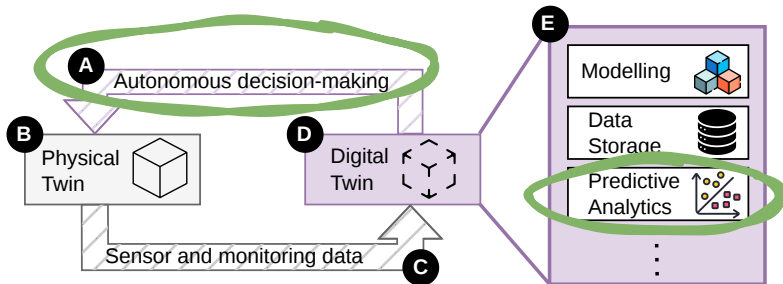 A
Autonomous decision-making
B
Physical
Twin
D
Digital
Twin
Sensor and monitoring data
C
E
Modelling
Data
Storage
Predictive
Analytics